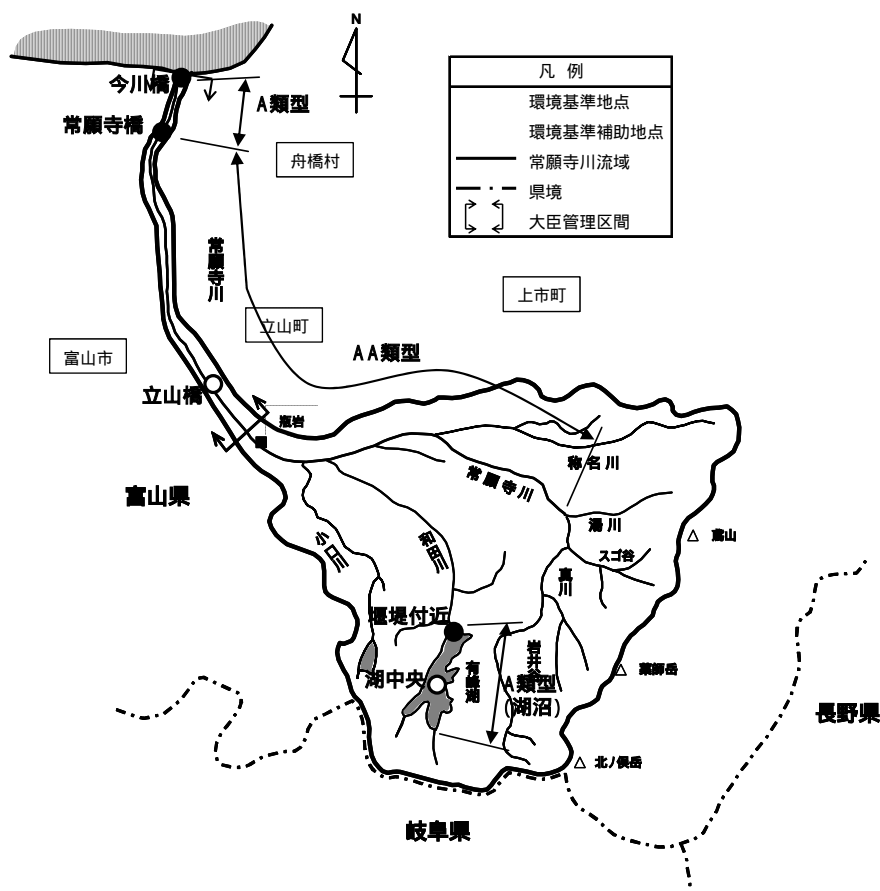 N
今川橋
A類型
常願寺橋
舟橋村
凡 例
環境基準地点
環境基準補助地点
常願寺川流域
県境
大臣管理区間
常願寺川
上市町
立山町
富山市
AA類型
立山橋
瓶岩
称名川
常願寺川
富山県
湯川
鳶山
スゴ谷
小口川
和田川
真川
堰堤付近
岩井谷
薬師岳
湖中央
有峰湖
A類型
(湖沼)
長野県
北ノ俣岳
岐阜県